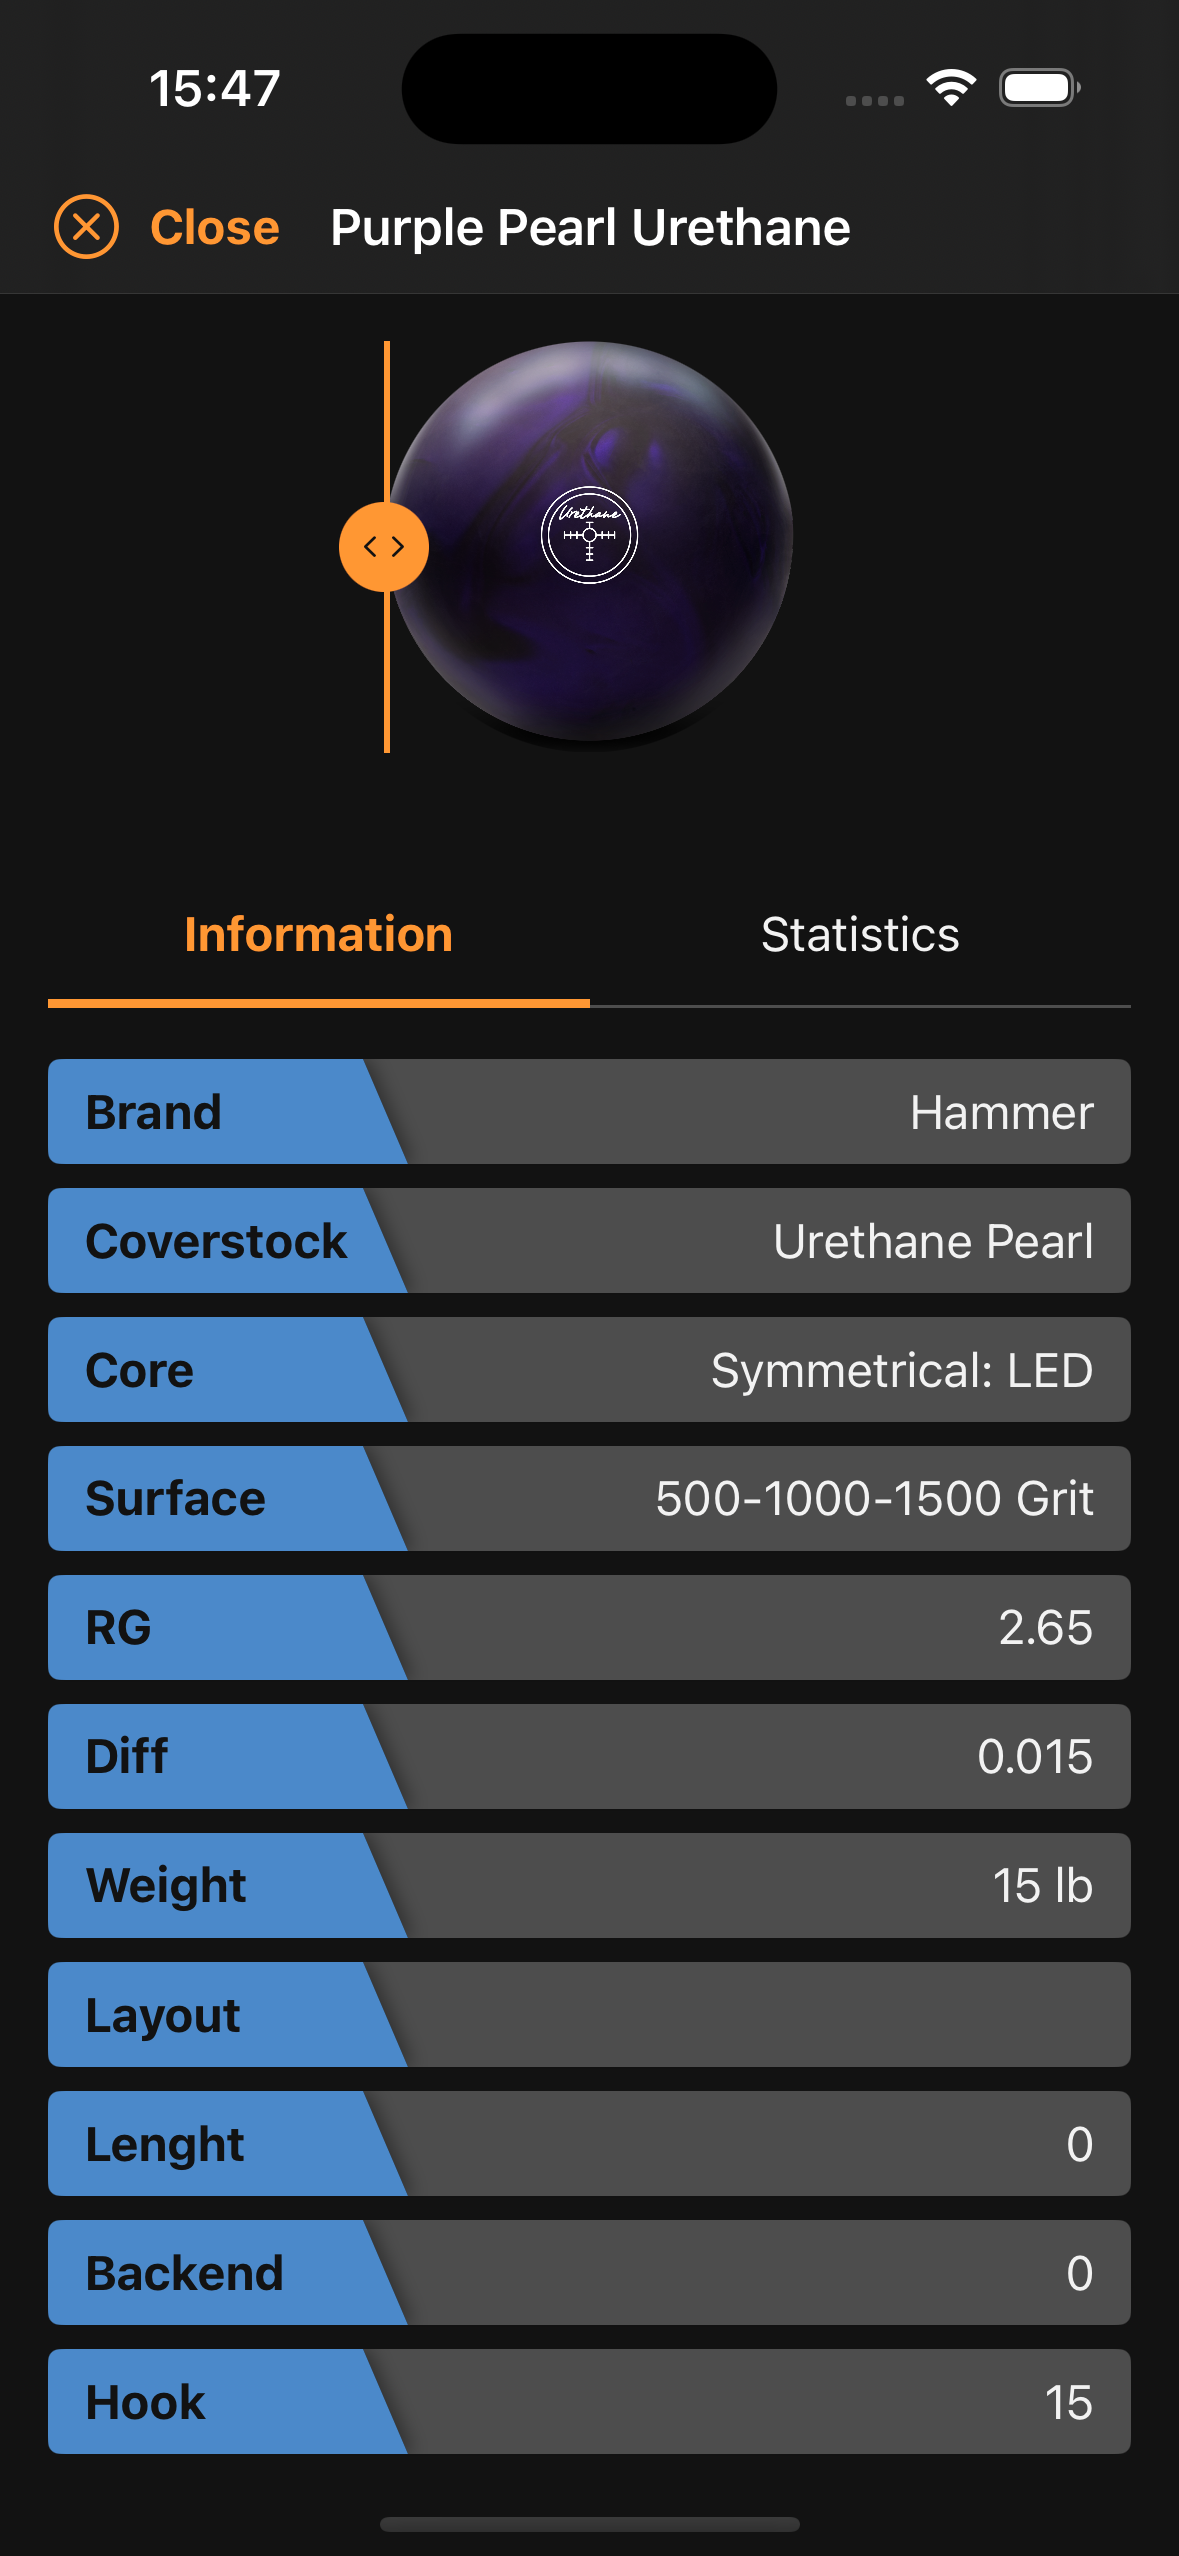 15:47
Close Purple Pearl Urethane
Urethane
Information Statistics
Brand Hammer
Coverstock Urethane Pearl
Core Symmetrical: LED
Surface 500-1000-1500 Grit
RG 2.65
Diff 0.015
Weight 15 lb
Layout
Lenght 0
Backend 0
Hook 15